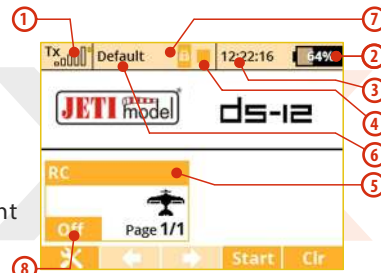 1
7
Tx Default 12:22:16 64%
2
3
4
JETI model ds-12
6
RC
5
nt
Off Page 1/1
8
Start Clr